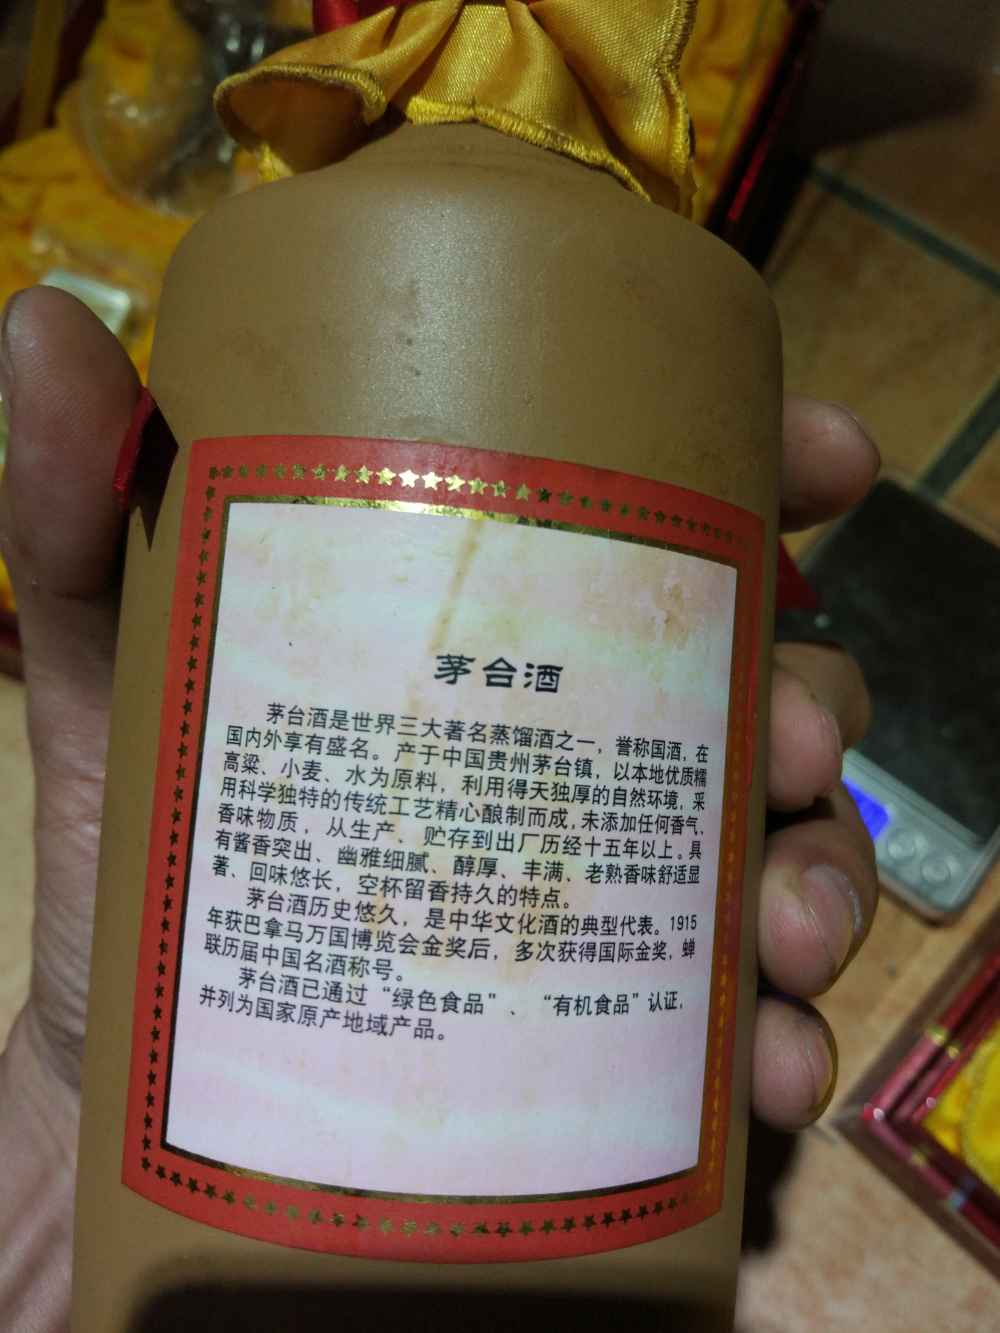 茅台酒
茅台酒是世界三大著名蒸馏酒之一，誉称国酒，在
国内外享有盛名。产于中国贵州茅台镇，以本地优质糯
高粱、小麦、水为原料，利用得天独厚的自然环境，采
用科学独特的传统工艺精心酿制而成，未添加任何香气、
香味物质，从生产、贮存到出厂历经十五年以上。具
有酱香突出、幽雅细腻、醇厚、丰满、老熟香味舒适显
著、回味悠长，空杯留香持久的特点。
茅台酒历史悠久，是中华文化酒的典型代表。1915
年获巴拿马万国博览会金奖后，多次获得国际金奖，蝉
联历届中国名酒称号。
茅台酒已通过“绿色食品”、“有机食品”认证，
并列为国家原产地域产品。